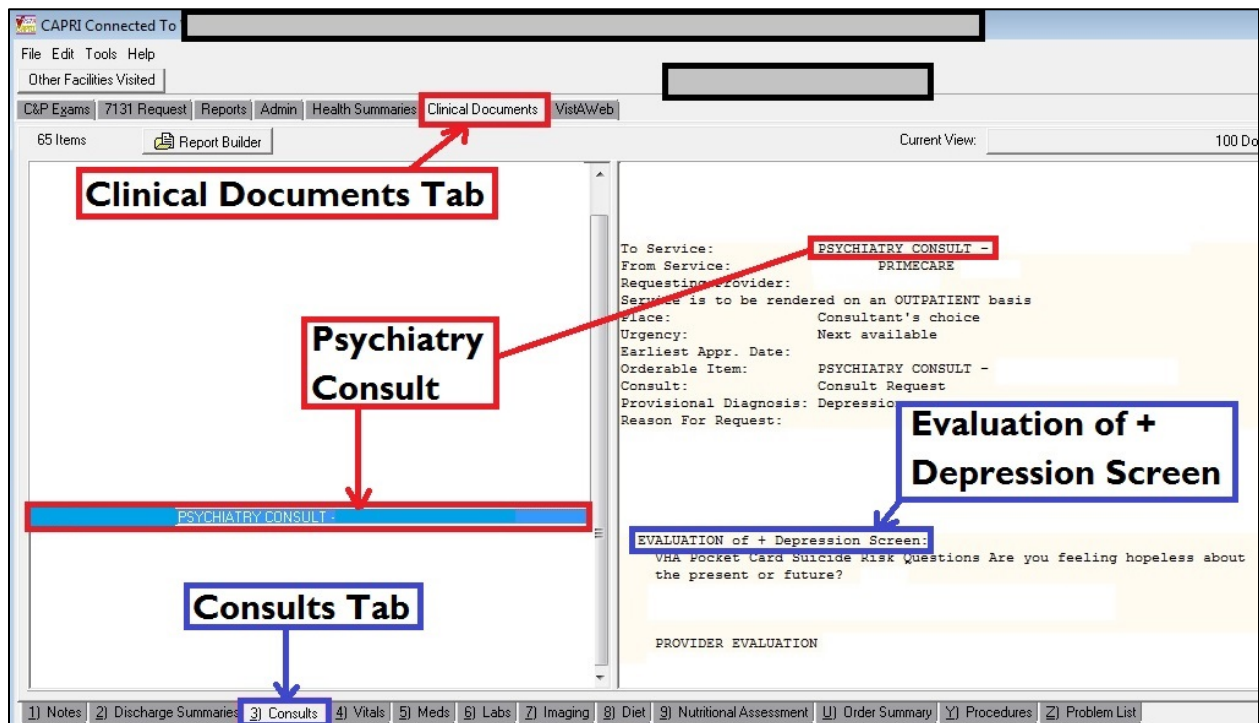 CAPRI Connected To
File Edit Tools Help
Other Facilities Visited
C&P Exams 7131 Request Reports Admin Health Summaries Clinical Documents VistAWeb
65 Items Report Builder Current View: 100 Do
Clinical Documents Tab
To Service: PSYCHIATRY CONSULT -
From Service: PRIMECARE
Requesting Provider:
Service is to be rendered on an OUTPATIENT basis
Place: Consultant's choice
Urgency: Next available
Earliest Appr. Date:
Orderable Item: PSYCHIATRY CONSULT -
Consult: Consult Request
Provisional Diagnosis: Depression
Reason For Request:
Psychiatry
Consult
Evaluation of +
Depression Screen
PSYCHIATRY CONSULT -
EVALUATION of + Depression Screen:
VHA Pocket Card Suicide Risk Questions Are you feeling hopeless about
the present or future?
PROVIDER EVALUATION
Consults Tab
1) Notes 2) Discharge Summaries 3) Consults 4) Vitals 5) Meds 6) Labs 7) Imaging 8) Diet 9) Nutritional Assessment U) Order Summary Y) Procedures Z) Problem List